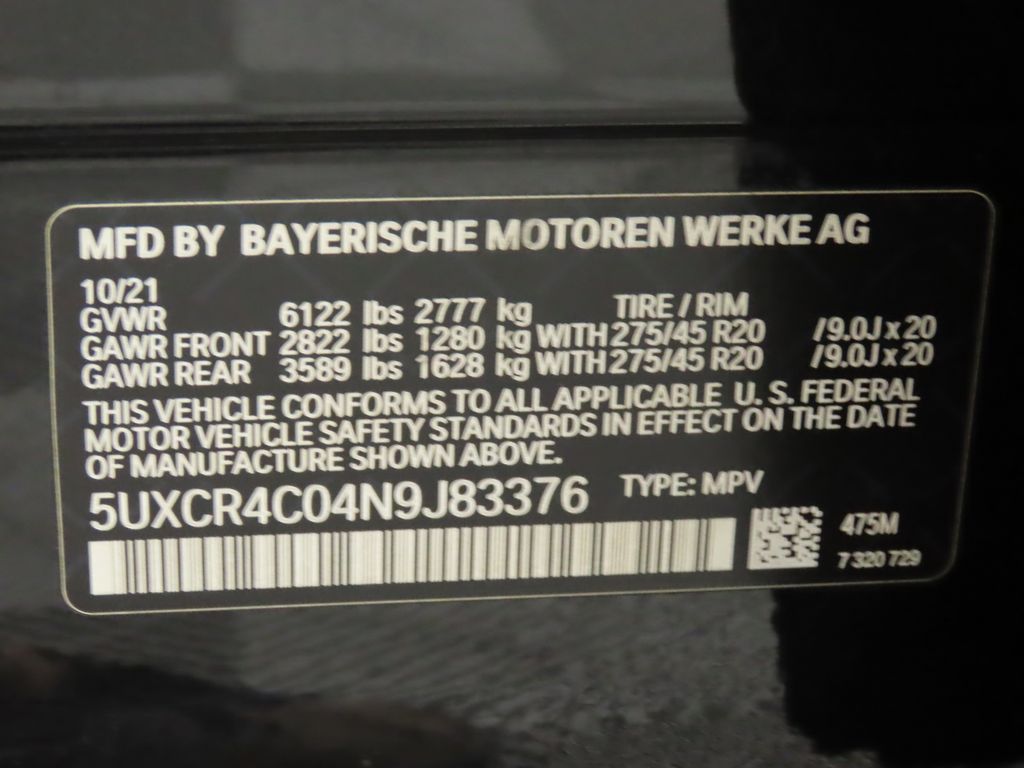 MFD BY BAYERISCHE MOTOREN WERKE AG
10/21
GVWR 6122 lbs 2777 kg TIRE / RIM
GAWR FRONT 2822 lbs 1280 kg WITH 275/45 R20 /9.0J x 20
GAWR REAR 3589 lbs 1628 kg WITH 275/45 R20 /9.0J x 20
THIS VEHICLE CONFORMS TO ALL APPLICABLE U. S. FEDERAL
MOTOR VEHICLE SAFETY STANDARDS IN EFFECT ON THE DATE
OF MANUFACTURE SHOWN ABOVE.
5UXCR4C04N9J83376 TYPE: MPV
475M
7 320 729